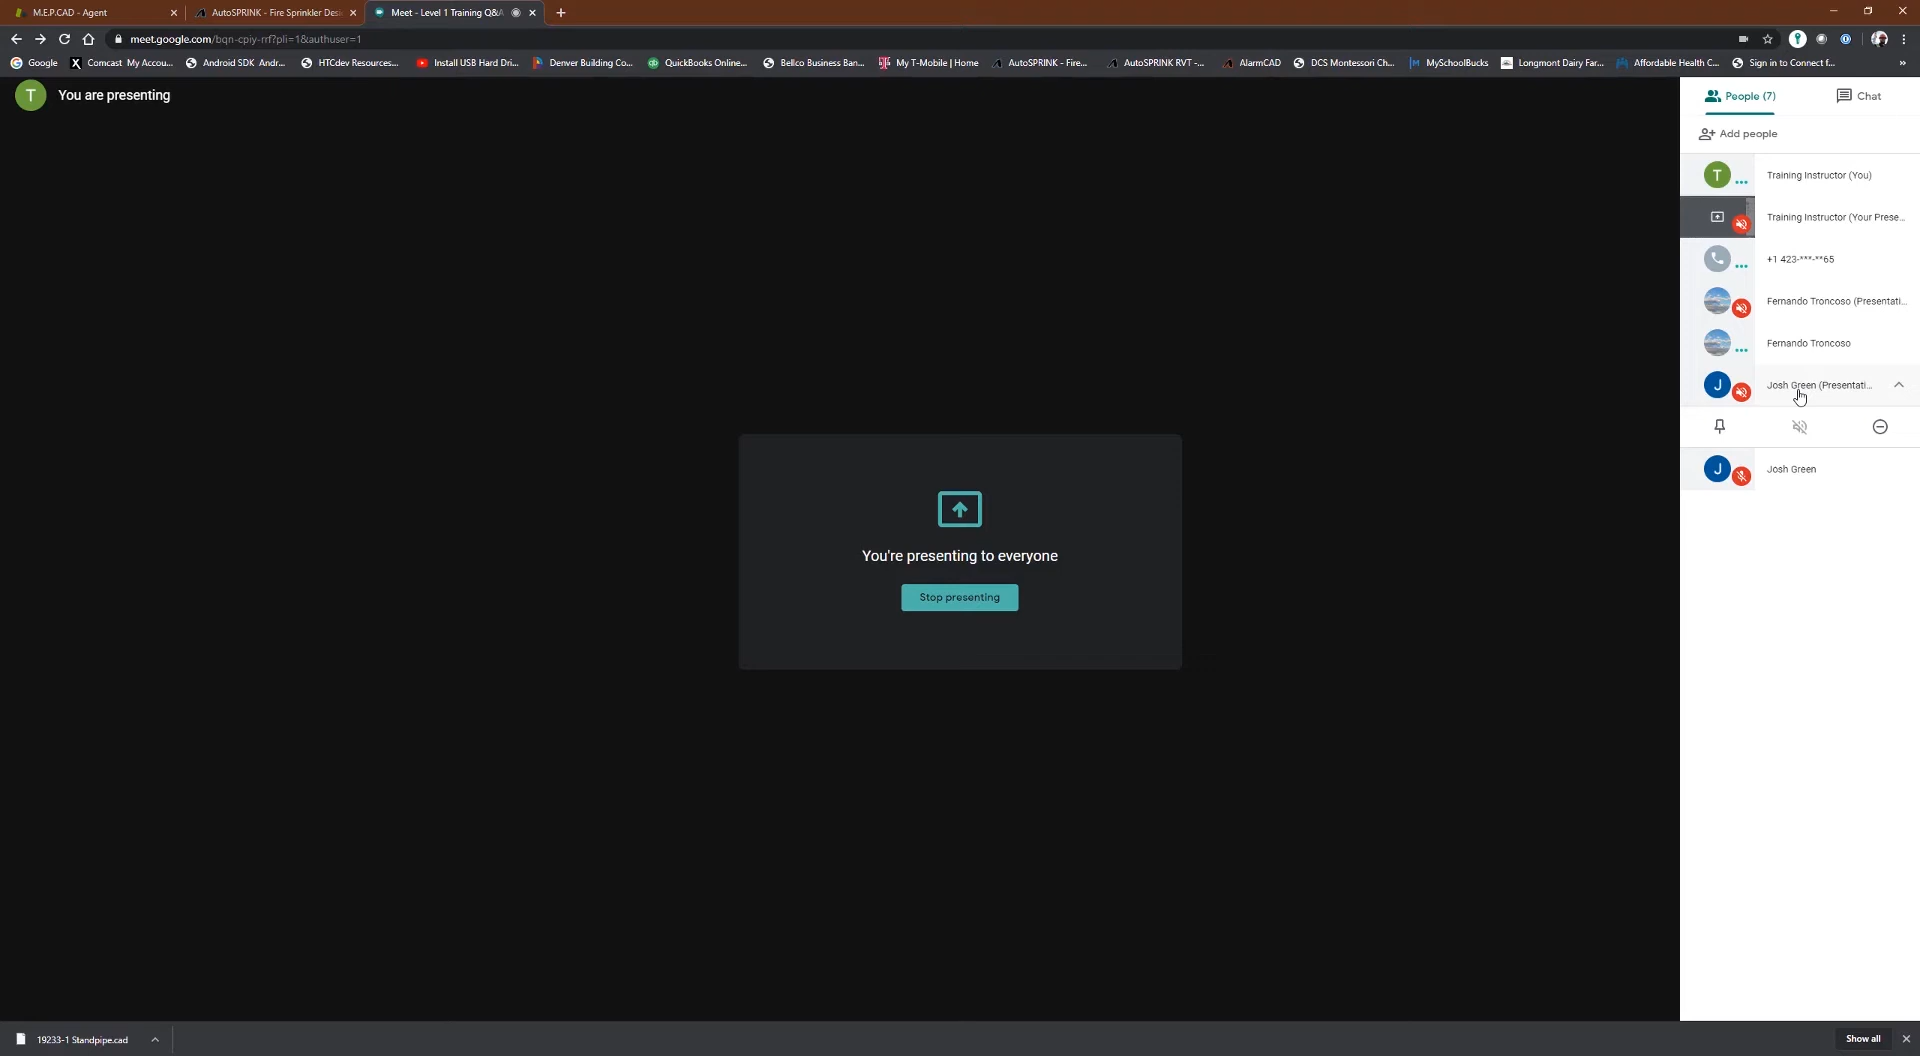 M.E.P.CAD - Agent
AutoSPRINK - Fire Sprinkler Desi
Meet - Level 1 Training Q&A
meet.google.com/bqn-cpiy-rrf?pli=1&authuser=1
Google
Comcast My Accou...
Android SDK Andr...
HTCdev Resources...
Install USB Hard Dri...
Denver Building Co...
QuickBooks Online...
Bellco Business Ban...
My T-Mobile | Home
AutoSPRINK - Fire...
AutoSPRINK RVT -...
AlarmCAD
DCS Montessori Ch...
MySchoolBucks
Longmont Dairy Far...
Affordable Health C...
Sign in to Connect f...
T
You are presenting
People (7)
Chat
Add people
T
Training Instructor (You)
Training Instructor (Your Prese...
+1 423-***-**65
Fernando Troncoso (Presentati...
Fernando Troncoso
J
Josh Green (Presentati...
J
Josh Green
You're presenting to everyone
Stop presenting
19233-1 Standpipe.cad
Show all